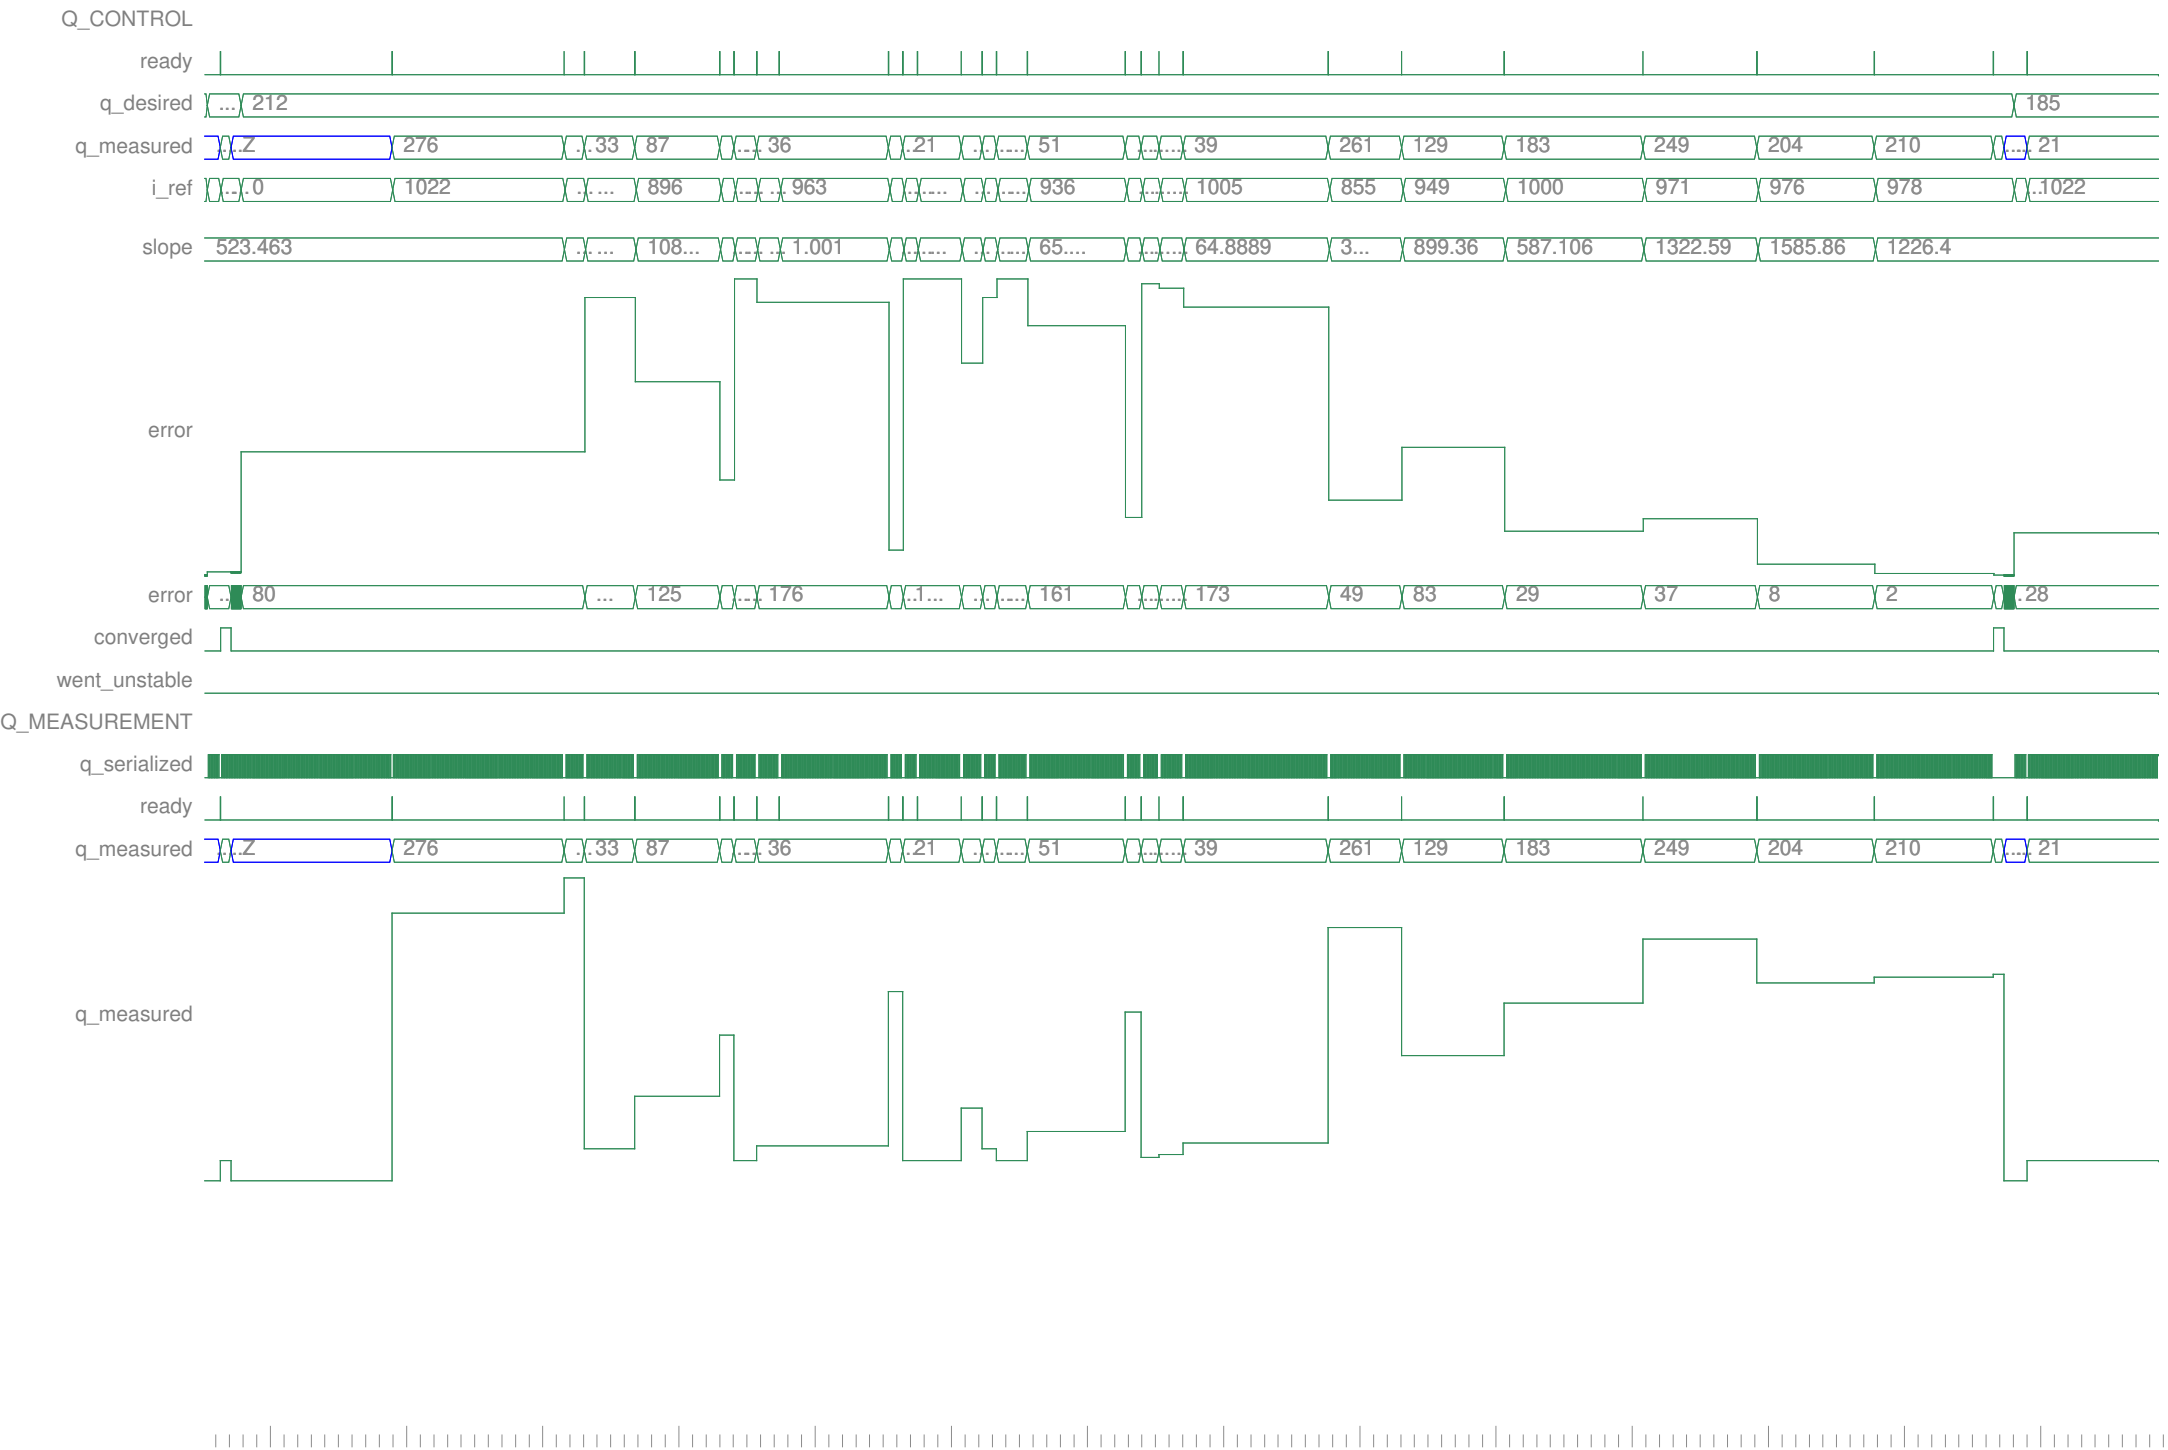 Q_CONTROL
ready
q_desired ... 212 185
q_measured ..... Z 276 ... 33 87 ..... 36 .21 ... ..... 51 ........ 39 261 129 183 249 204 210 ..... 21
i_ref .... 0 1022 ... ... 896 ..... ... 963 ....... ... ..... 936 ........ 1005 855 949 1000 971 976 978 ..1022
slope 523.463 ... ... 108... ..... ... 1.001 ....... ... ..... 65.... ........ 64.8889 3... 899.36 587.106 1322.59 1585.86 1226.4
error
error .. 80 ... 125 ..... 176 ..1... ... ..... 161 ........ 173 49 83 29 37 8 2 . 28
converged
went_unstable
Q_MEASUREMENT
q_serialized
ready
q_measured ..... Z 276 ... 33 87 ..... 36 .21 ... ..... 51 ........ 39 261 129 183 249 204 210 ..... 21
q_measured